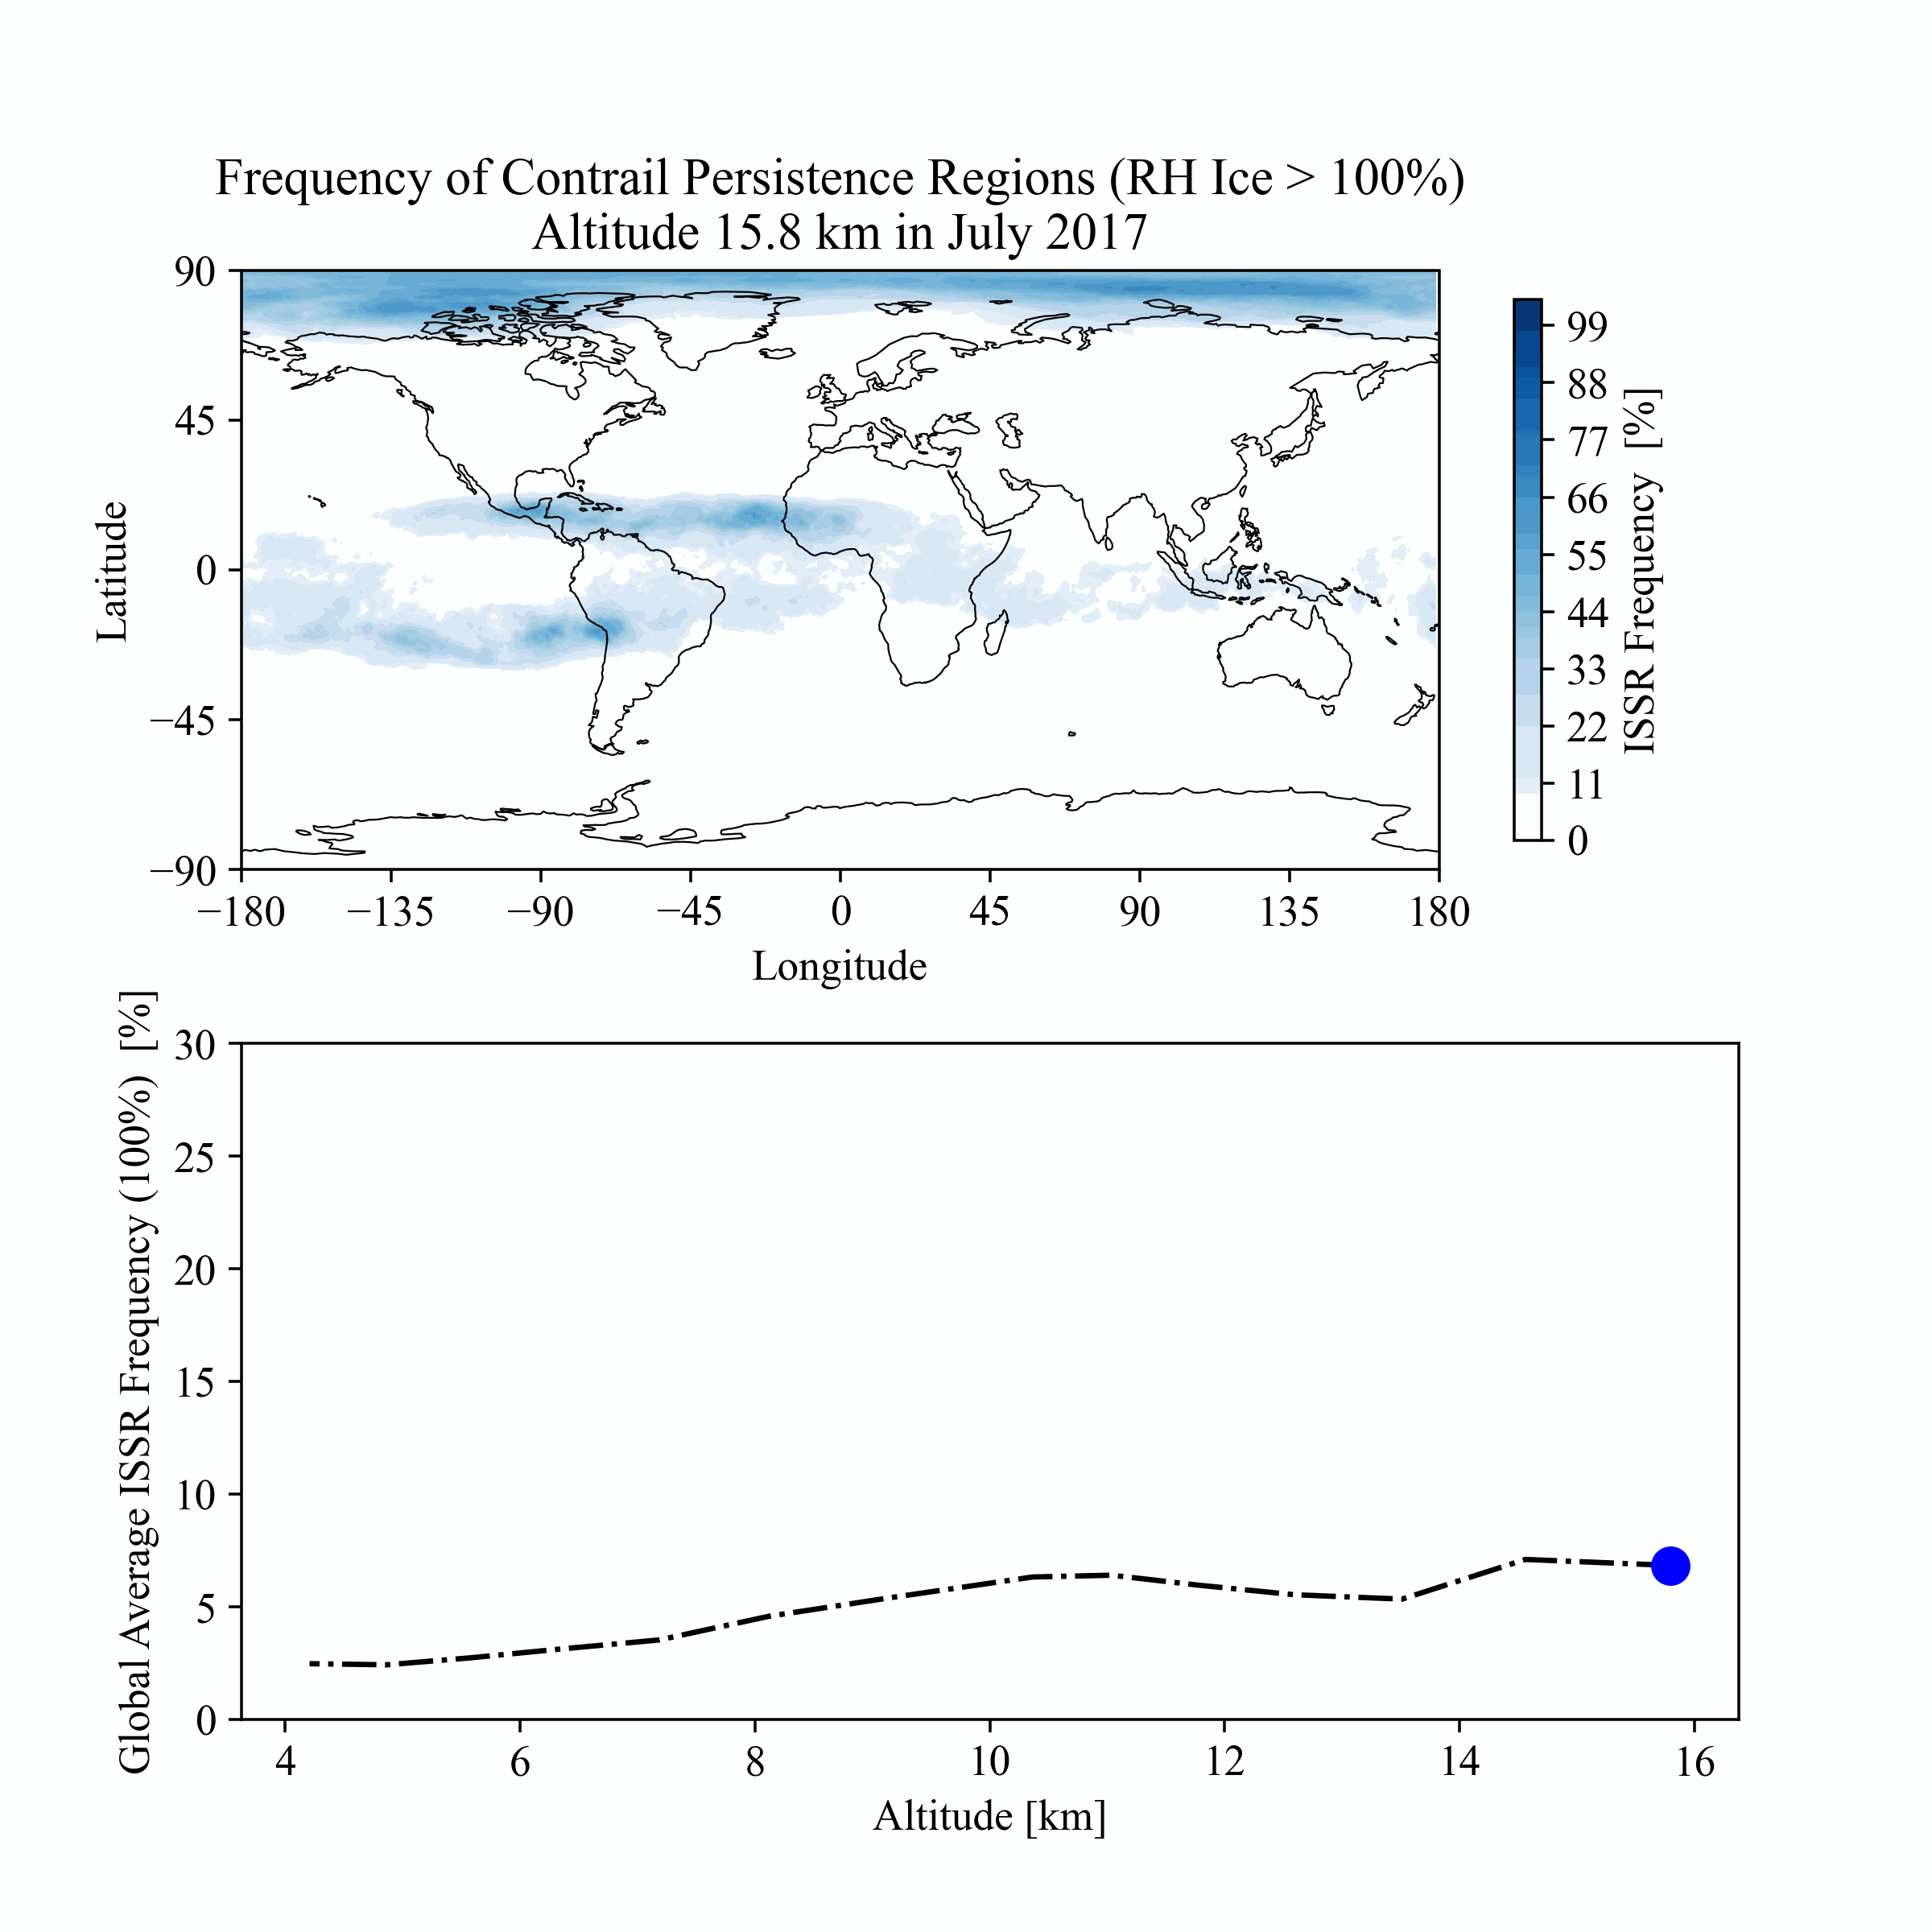 Frequency of Contrail Persistence Regions (RH Ice > 100%)
Altitude 15.8 km in July 2017
90
45
0
−45
−90
Latitude
−180 −135 −90 −45 0 45 90 135 180
Longitude
99
88
77
66
55
44
33
22
11
0
ISSR Frequency [%]
30
25
20
15
10
5
0
Global Average ISSR Frequency (100%) [%]
4 6 8 10 12 14 16
Altitude [km]